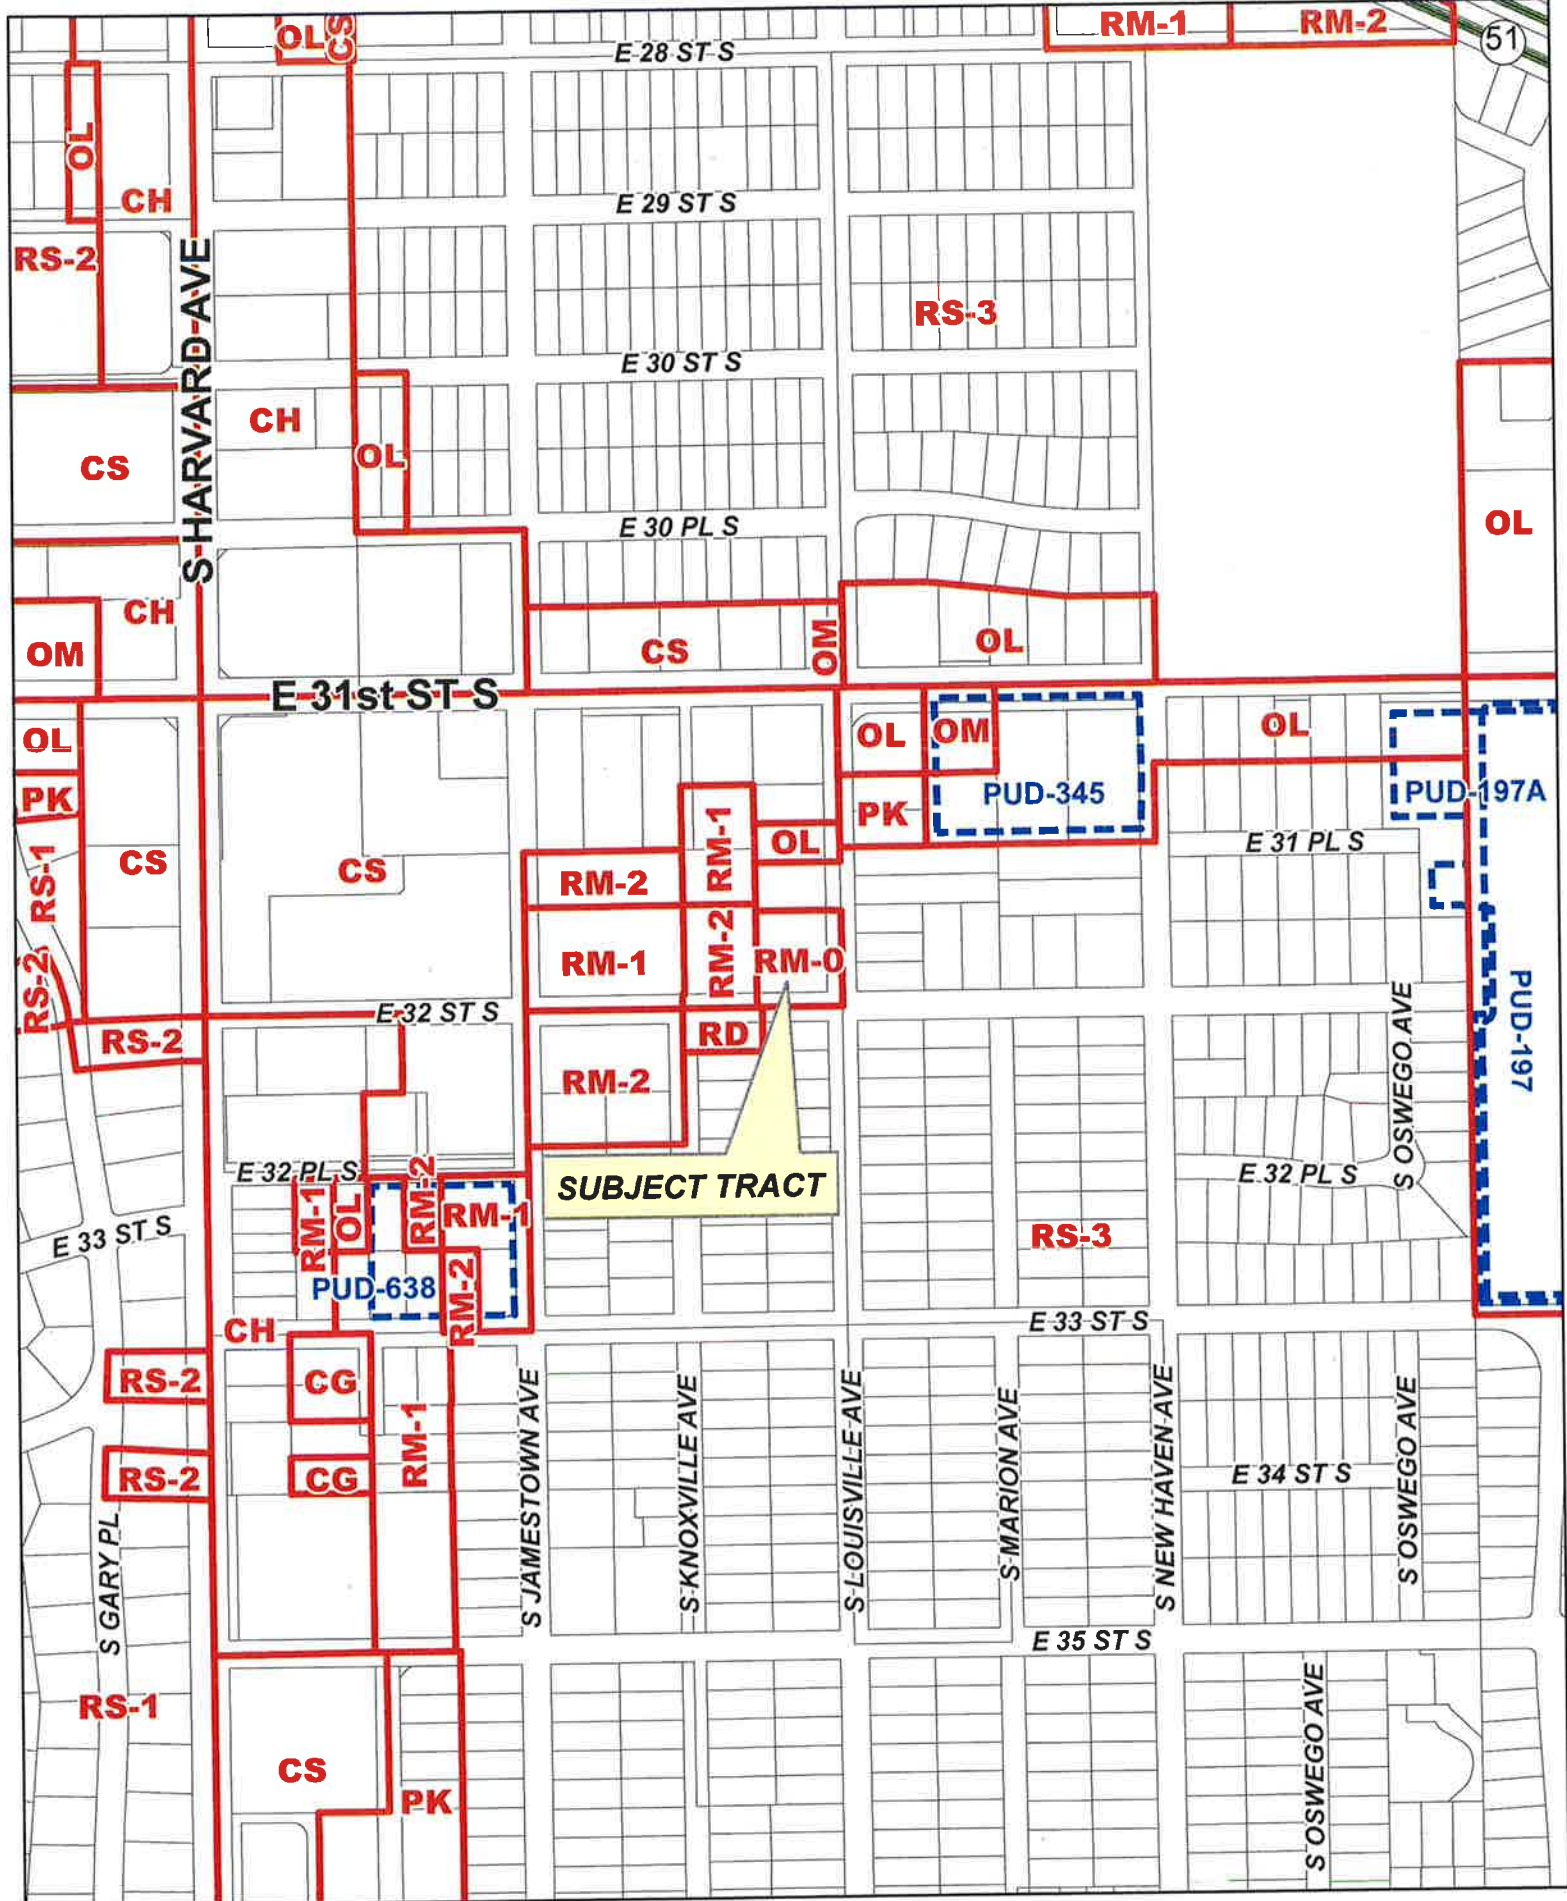 OL
CS
RM-1
RM-2
51
E 28 ST S
OL
CH
E 29 ST S
RS-2
S HARVARD AVE
RS-3
E 30 ST S
CH
OL
CS
OL
E 30 PL S
CH
OM
CS
OM
OL
E 31st ST S
OL
OL
OM
OL
PK
PUD-345
PUD-197A
PK
RM-1
OL
E 31 PL S
RS-1
CS
CS
RM-2
RM-1
RM-2
RM-0
RS-2
PUD-197
E 32 ST S
RS-2
RD
RM-2
S OSWEGO AVE
E 32 PL S
RM-2
SUBJECT TRACT
E 32 PL S
RM-1
OL
RM-1
E 33 ST S
RS-3
PUD-638
RM-2
CH
E 33 ST S
RS-2
CG
RM-1
S JAMESTOWN AVE
S KNOXVILLE AVE
S LOUISVILLE AVE
S MARION AVE
S NEW HAVEN AVE
S OSWEGO AVE
RS-2
CG
E 34 ST S
S GARY PL
E 35 ST S
RS-1
CS
PK
S OSWEGO AVE